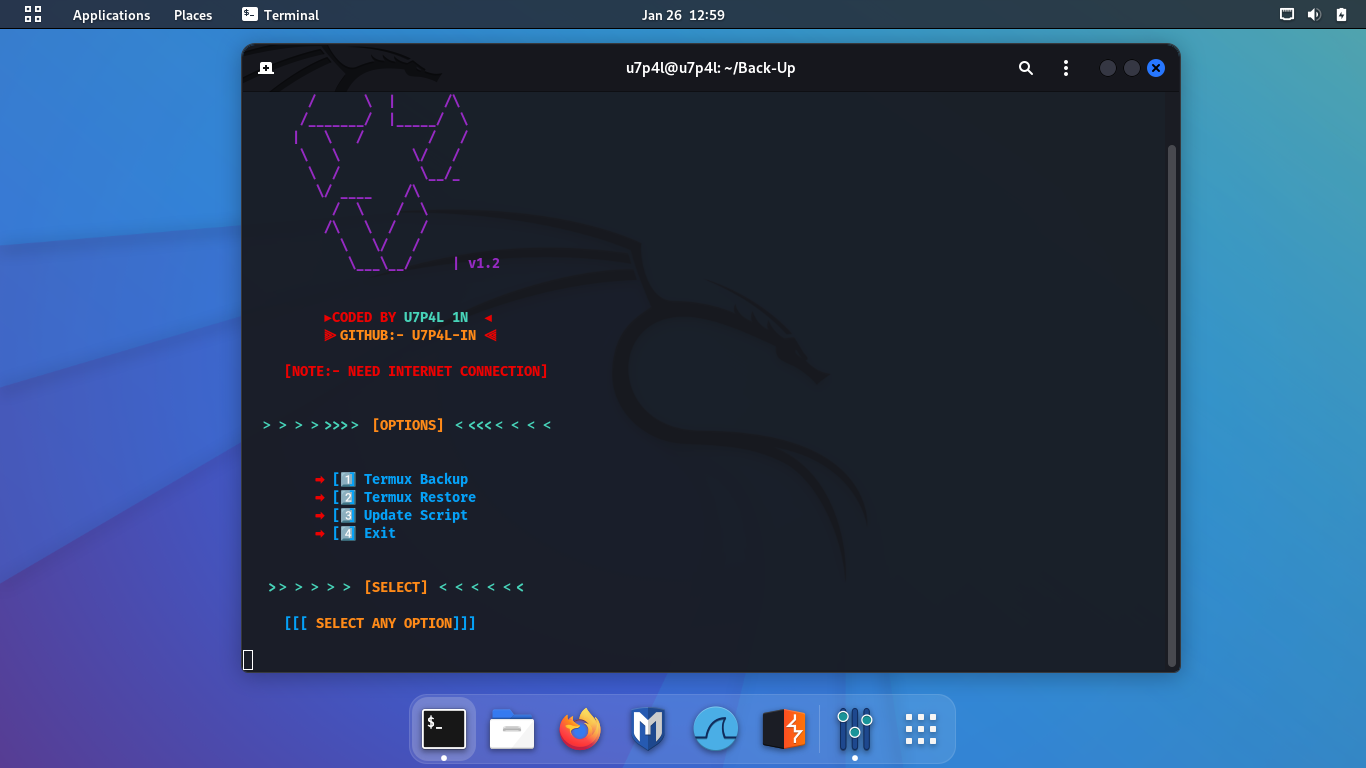 Applications Places Terminal Jan 26 12:59
u7p4l@u7p4l: ~/Back-Up
| v1.2
▶CODED BY U7P4L 1N ◀
⫸ GITHUB:- U7P4L-IN ⫷
[NOTE:- NEED INTERNET CONNECTION]
> > > > >>>> [OPTIONS] < <<< < < < <
➡ [1️⃣ Termux Backup
➡ [2️⃣ Termux Restore
➡ [3️⃣ Update Script
➡ [4️⃣ Exit
>> > > > > [SELECT] < < < < < <
[[[ SELECT ANY OPTION]]]
$_